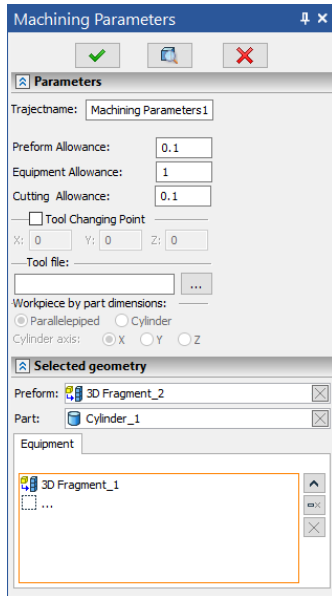 Machining Parameters
Parameters
Trajectname: Machining Parameters1
Preform Allowance: 0.1
Equipment Allowance: 1
Cutting Allowance: 0.1
Tool Changing Point
X: 0 Y: 0 Z: 0
Tool file:
...
Workpiece by part dimensions:
Parallelepiped Cylinder
Cylinder axis: X Y Z
Selected geometry
Preform: 3D Fragment_2
Part: Cylinder_1
Equipment
3D Fragment_1
...